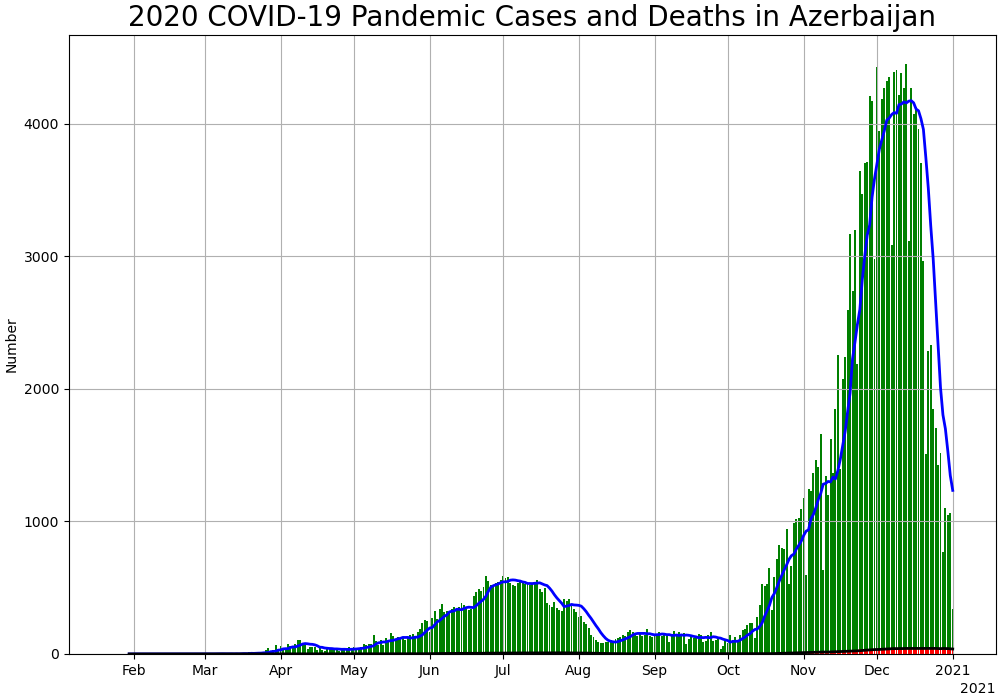 2020 COVID-19 Pandemic Cases and Deaths in Azerbaijan
Number
4000
3000
2000
1000
0
Feb Mar Apr May Jun Jul Aug Sep Oct Nov Dec 2021
2021